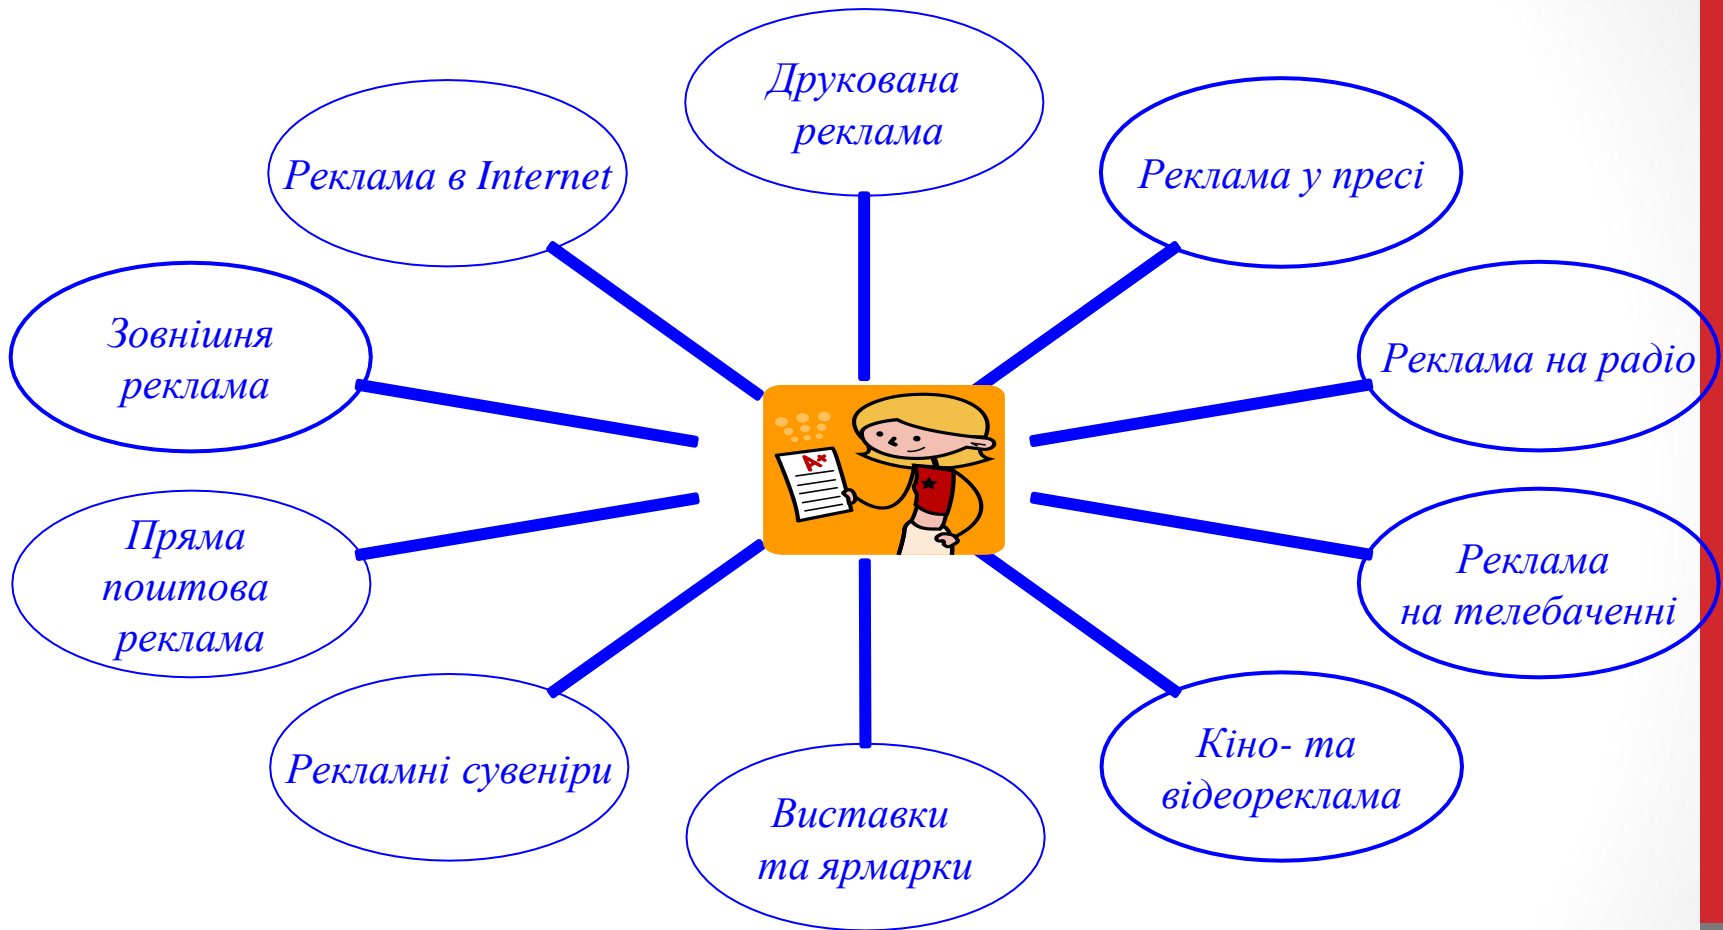 Друкована
реклама
Реклама в Internet
Реклама у пресі
Зовнішня
реклама
Реклама на радіо
A+
Пряма
поштова
реклама
Реклама
на телебаченні
Рекламні сувеніри
Кіно- та
відеореклама
Виставки
та ярмарки